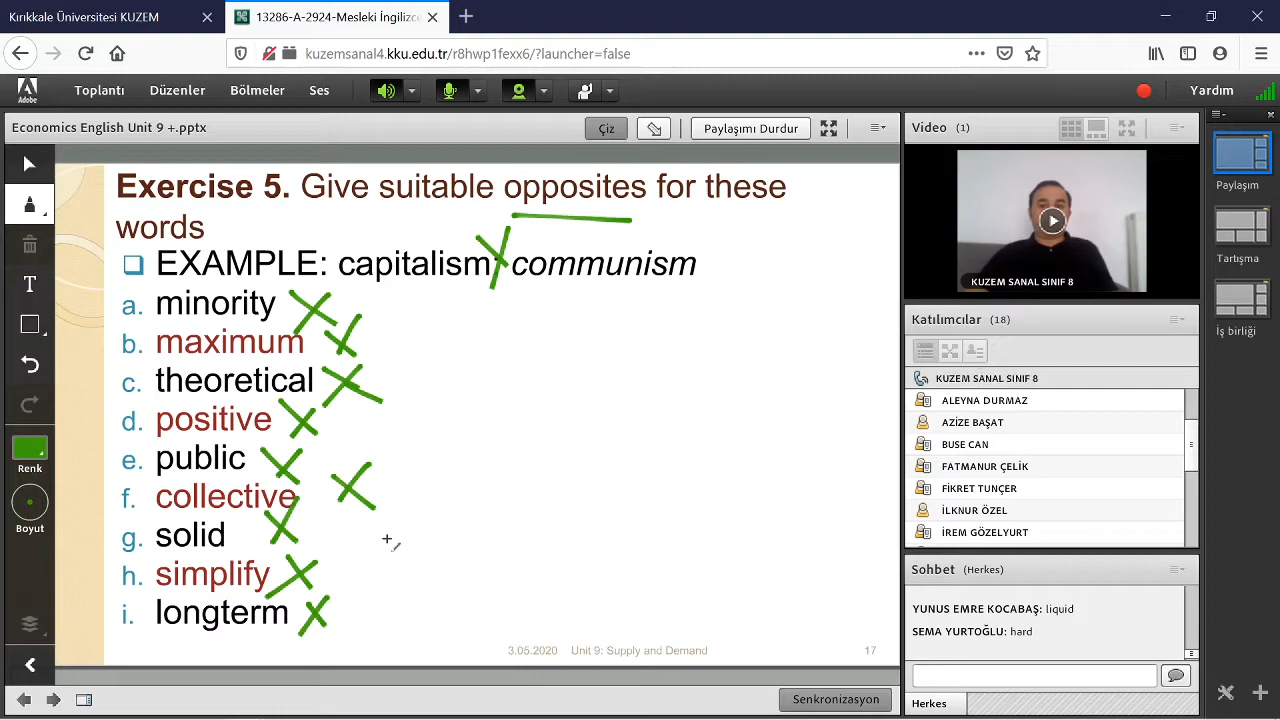 Kırıkkale Üniversitesi KUZEM
13286-A-2924-Mesleki İngilizce
kuzemsanal4.kku.edu.tr/r8hwp1fexx6/?launcher=false
Adobe
Toplantı
Düzenler
Bölmeler
Ses
Yardım
Economics English Unit 9 +.pptx
Çiz
Paylaşımı Durdur
Exercise 5. Give suitable opposites for these
words
EXAMPLE: capitalism: communism
a. minority
b. maximum
c. theoretical
d. positive
e. public
f. collective
g. solid
h. simplify
i. longterm
3.05.2020 Unit 9: Supply and Demand 17
T
Renk
Boyut
Senkronizasyon
Video (1)
KUZEM SANAL SINIF 8
Katılımcılar (18)
KUZEM SANAL SINIF 8
ALEYNA DURMAZ
AZİZE BAŞAT
BUSE CAN
FATMANUR ÇELİK
FİKRET TUNÇER
İLKNUR ÖZEL
İREM GÖZELYURT
Sohbet (Herkes)
YUNUS EMRE KOCABAŞ: liquid
SEMA YURTOĞLU: hard
Herkes
Paylaşım
Tartışma
İş birliği